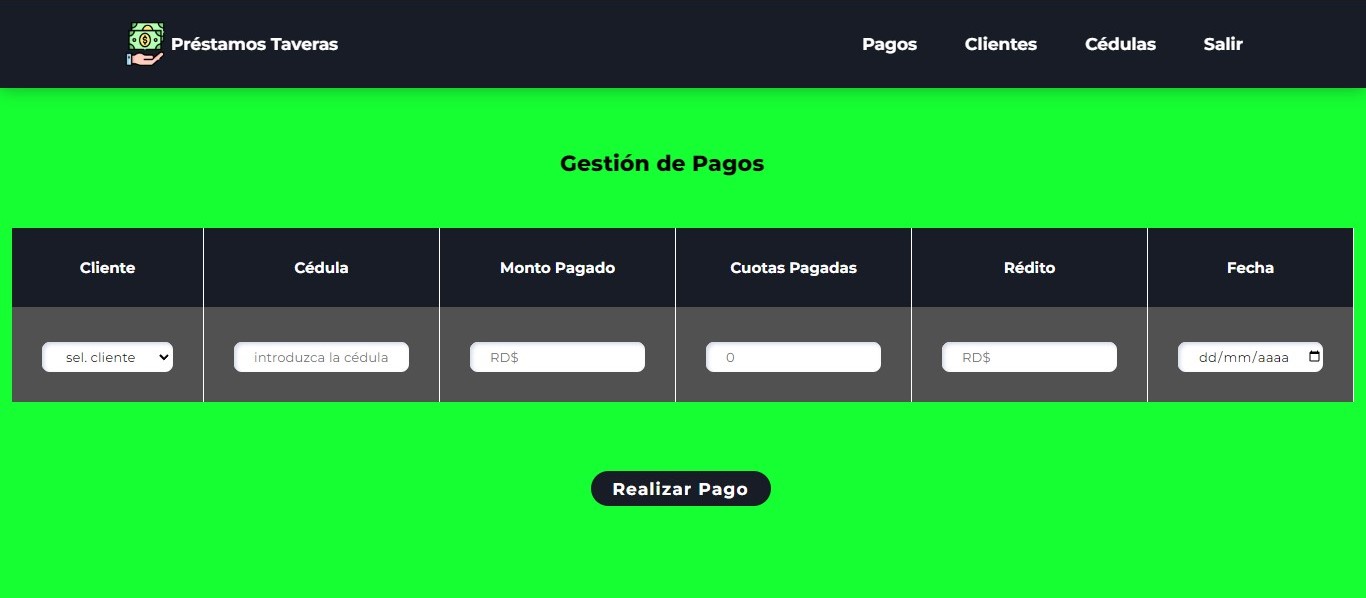 Préstamos Taveras
Pagos Clientes Cédulas Salir
Gestión de Pagos
Cliente Cédula Monto Pagado Cuotas Pagadas Rédito Fecha
sel. cliente introduzca la cédula RD$ 0 RD$ dd/mm/aaaa
Realizar Pago